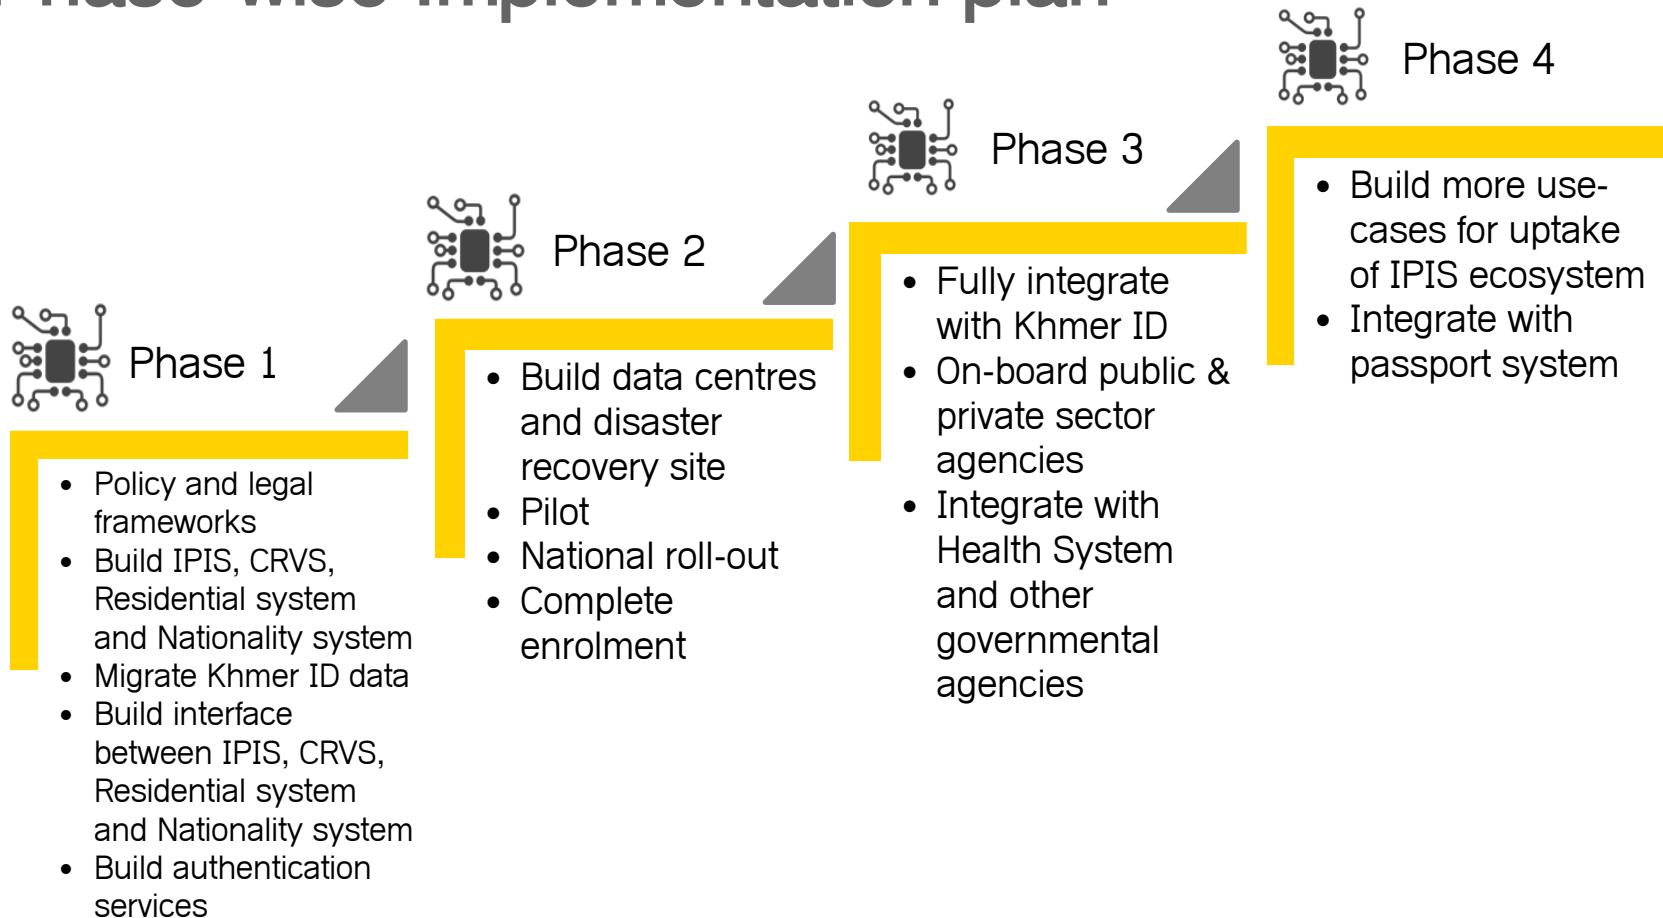 Phase wise implementation plan
Phase 1
• Policy and legal
frameworks
• Build IPIS, CRVS,
Residential system
and Nationality system
• Migrate Khmer ID data
• Build interface
between IPIS, CRVS,
Residential system
and Nationality system
• Build authentication
services
Phase 2
• Build data centres
and disaster
recovery site
• Pilot
• National roll-out
• Complete
enrolment
Phase 3
• Fully integrate
with Khmer ID
• On-board public &
private sector
agencies
• Integrate with
Health System
and other
governmental
agencies
Phase 4
• Build more use-
cases for uptake
of IPIS ecosystem
• Integrate with
passport system